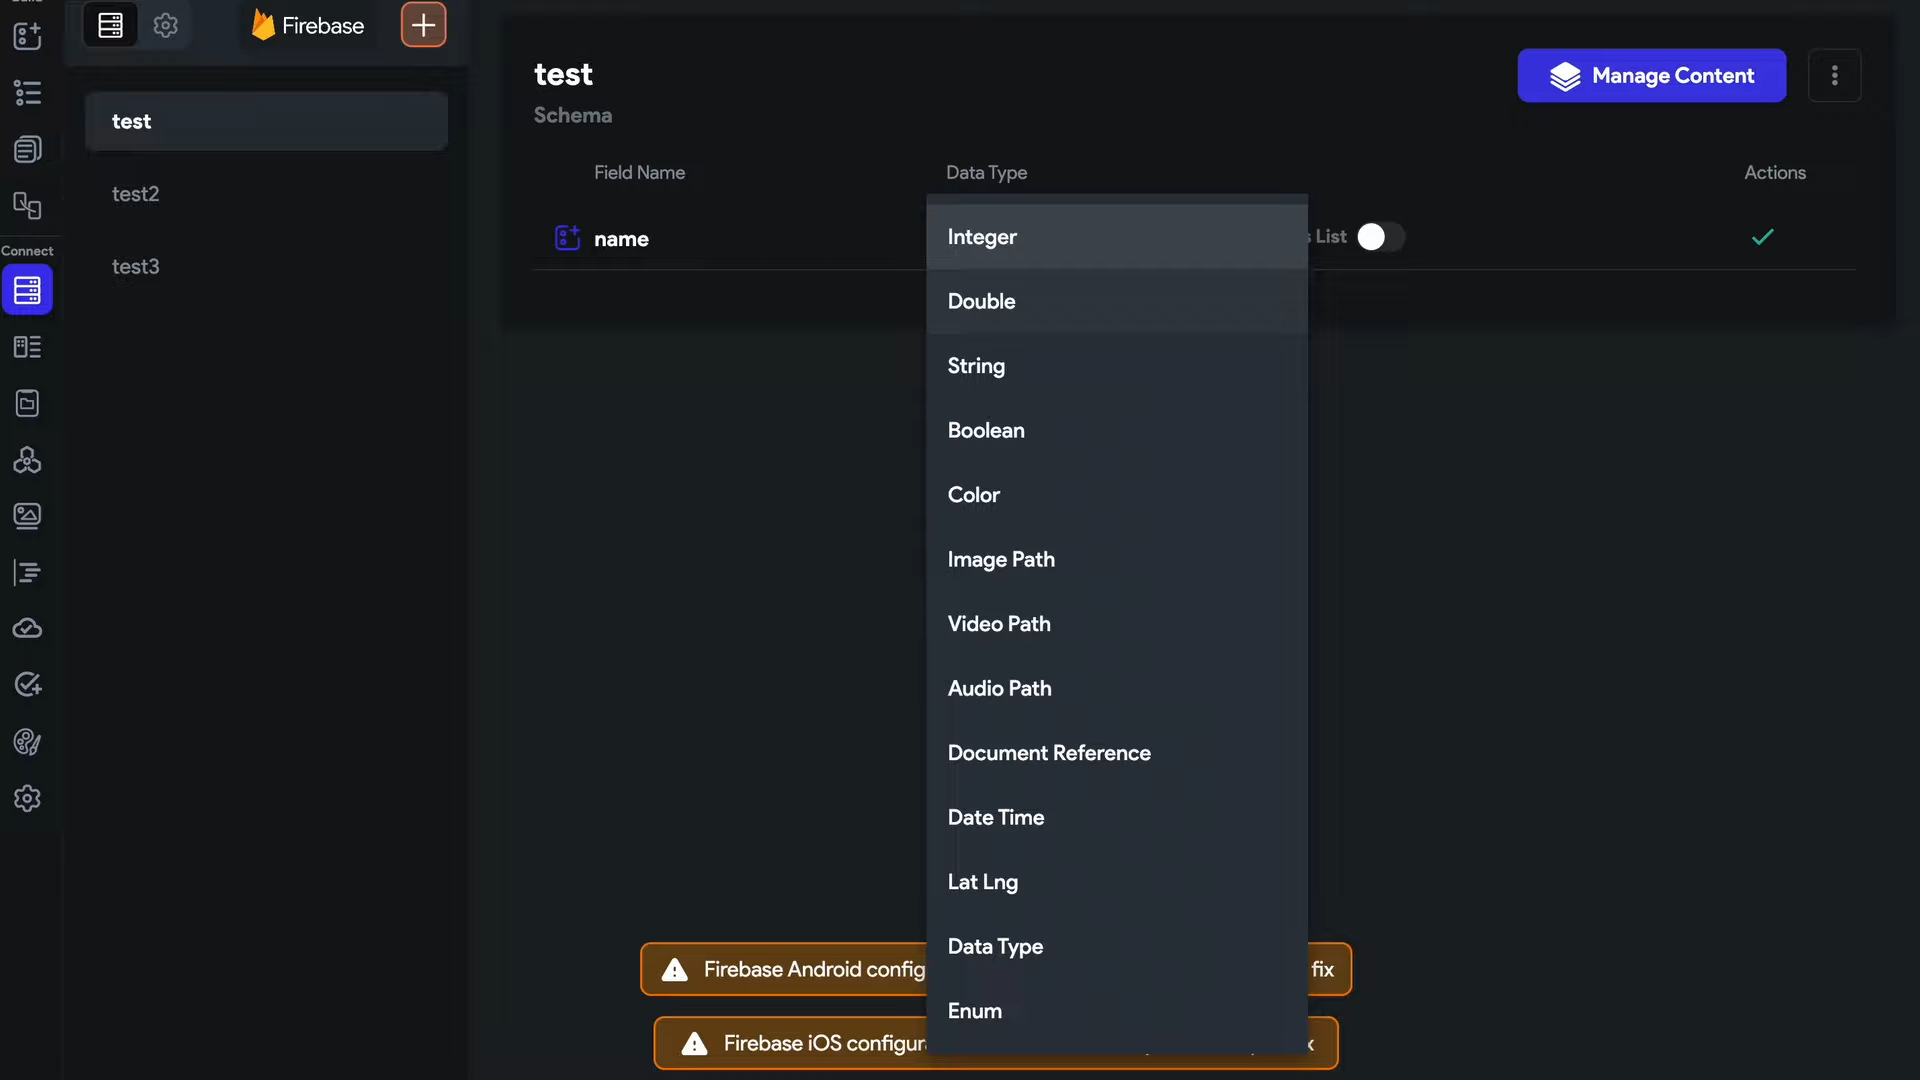 Firebase
test
Manage Content
Schema
test
test2
test3
Connect
Field Name
Data Type
Actions
name
List
Integer
Double
String
Boolean
Color
Image Path
Video Path
Audio Path
Document Reference
Date Time
Lat Lng
Data Type
Enum
Firebase Android config
fix
Firebase iOS configur